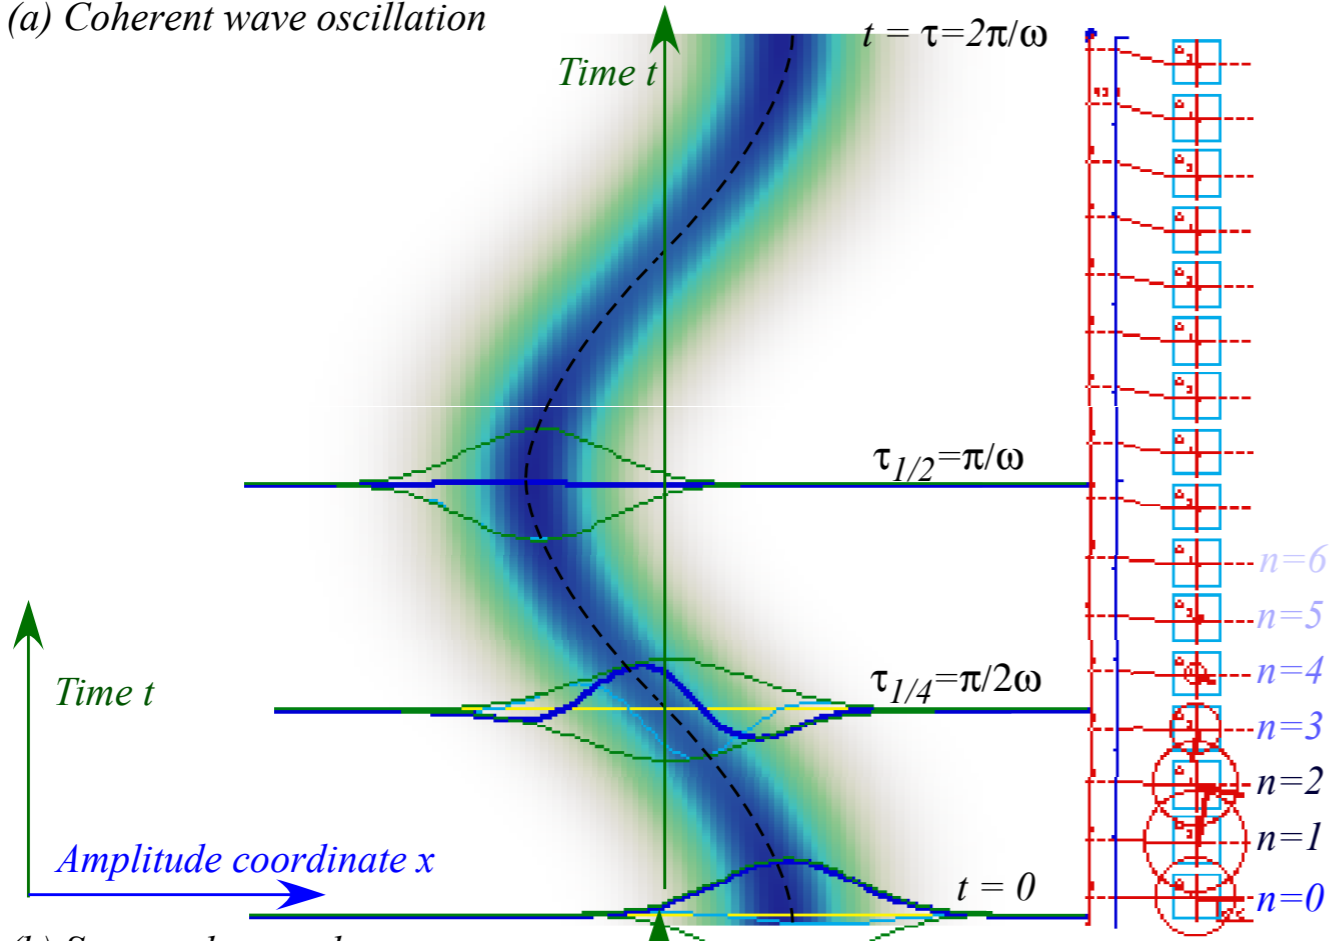 (a) Coherent wave oscillation
t = τ=2π/ω
Time t
τ1/2=π/ω
n=6
n=5
Time t
τ1/4=π/2ω
n=4
n=3
n=2
n=1
Amplitude coordinate x
t = 0
n=0